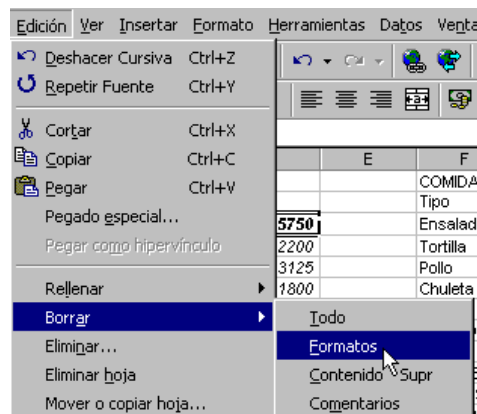 Edición Ver Insertar Formato Herramientas Datos Venta
Deshacer Cursiva Ctrl+Z
Repetir Fuente Ctrl+Y
Cortar Ctrl+X
Copiar Ctrl+C
Pegar Ctrl+V
Pegado especial...
Pegar como hipervínculo
Rellenar
Borrar
Eliminar...
Eliminar hoja
Mover o copiar hoja...
E F
COMIDA
Tipo
5750 Ensalad
2200 Tortilla
3125 Pollo
1800 Chuleta
Todo
Formatos
Contenido Supr
Comentarios